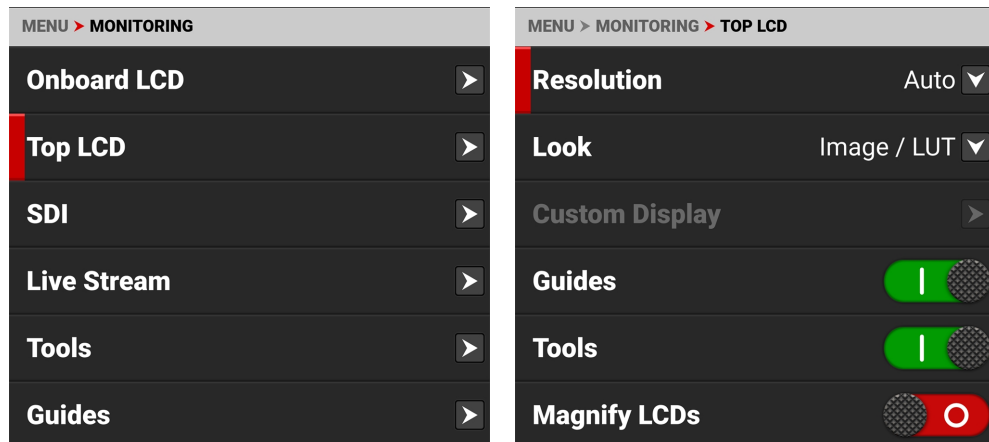 MENU ➤ MONITORING
Onboard LCD
Top LCD
SDI
Live Stream
Tools
Guides
MENU ➤ MONITORING ➤ TOP LCD
Resolution Auto
Look Image / LUT
Custom Display
Guides
Tools
Magnify LCDs